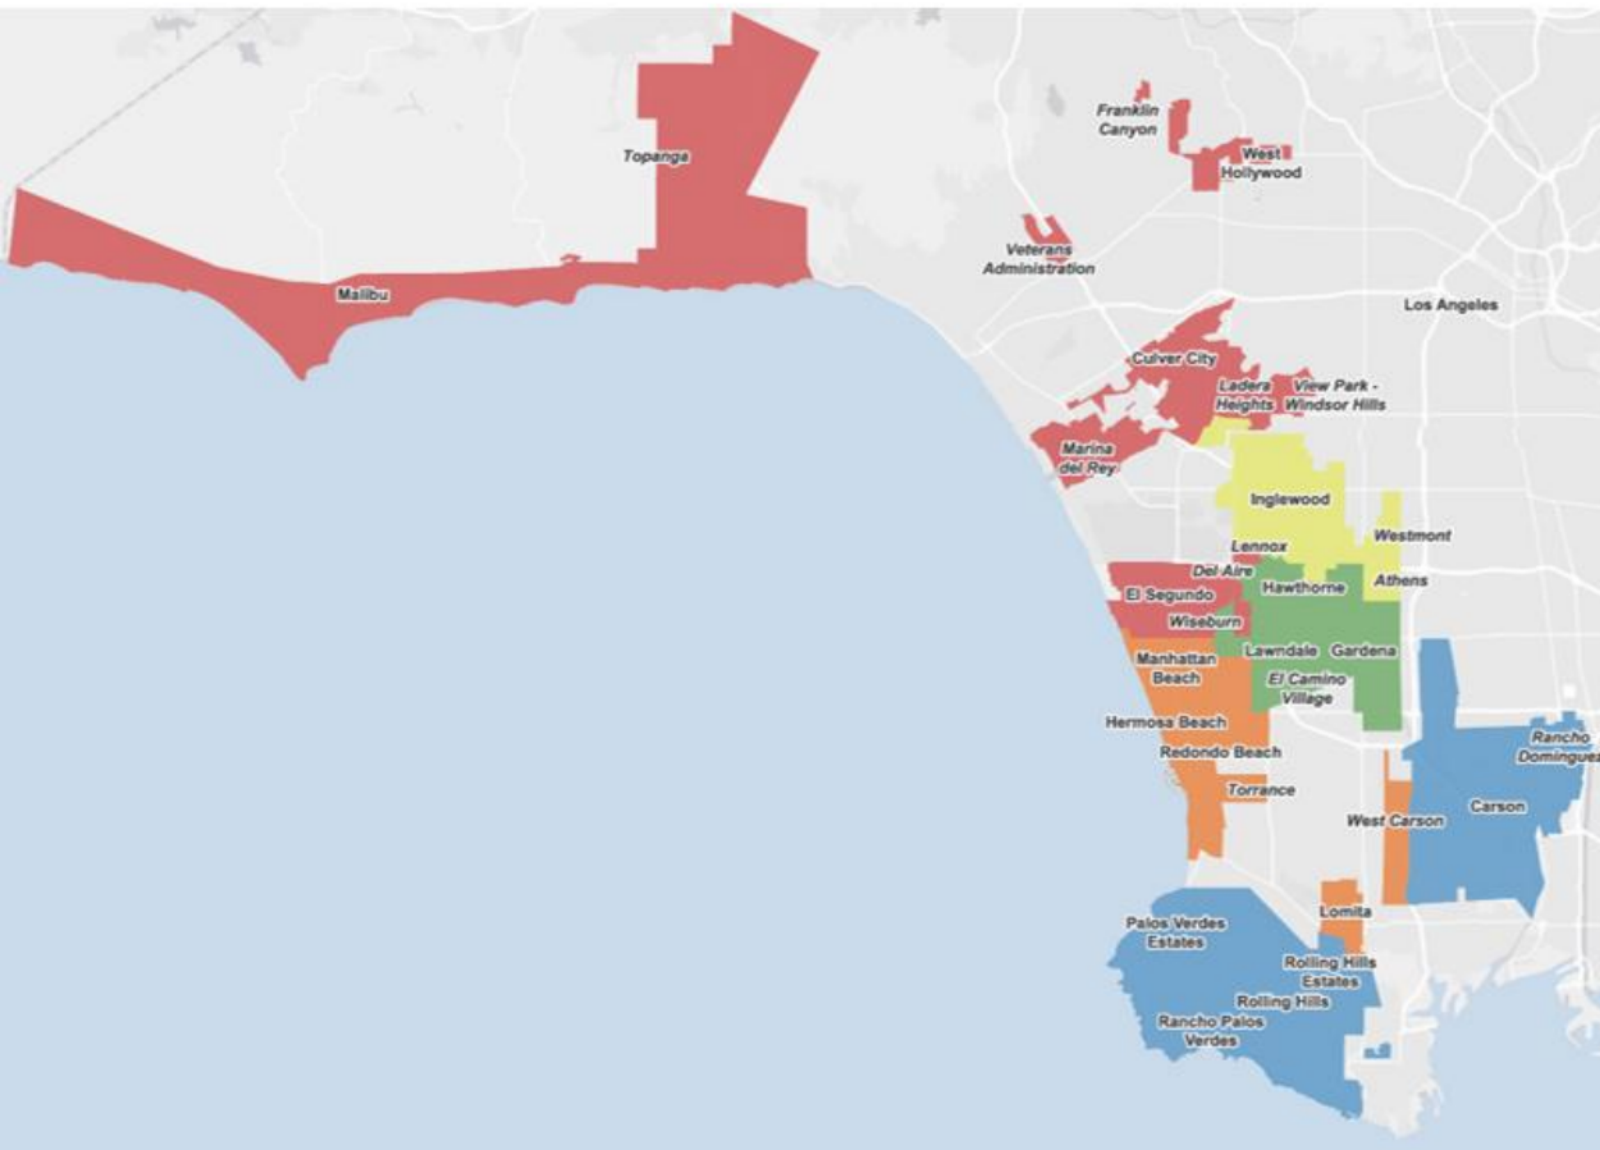 Franklin
Canyon
Topanga
West
Hollywood
Veterans
Administration
Malibu
Los Angeles
Culver City
Ladera
Heights
View Park -
Windsor Hills
Marina
del Rey
Inglewood
Westmont
Lennox
Del Aire
Athens
Hawthorne
El Segundo
Wiseburn
Lawndale
Gardena
Manhattan
Beach
El Camino
Village
Hermosa Beach
Rancho
Dominguez
Redondo Beach
Torrance
Carson
West Carson
Lomita
Palos Verdes
Estates
Rolling Hills
Estates
Rolling Hills
Rancho Palos
Verdes